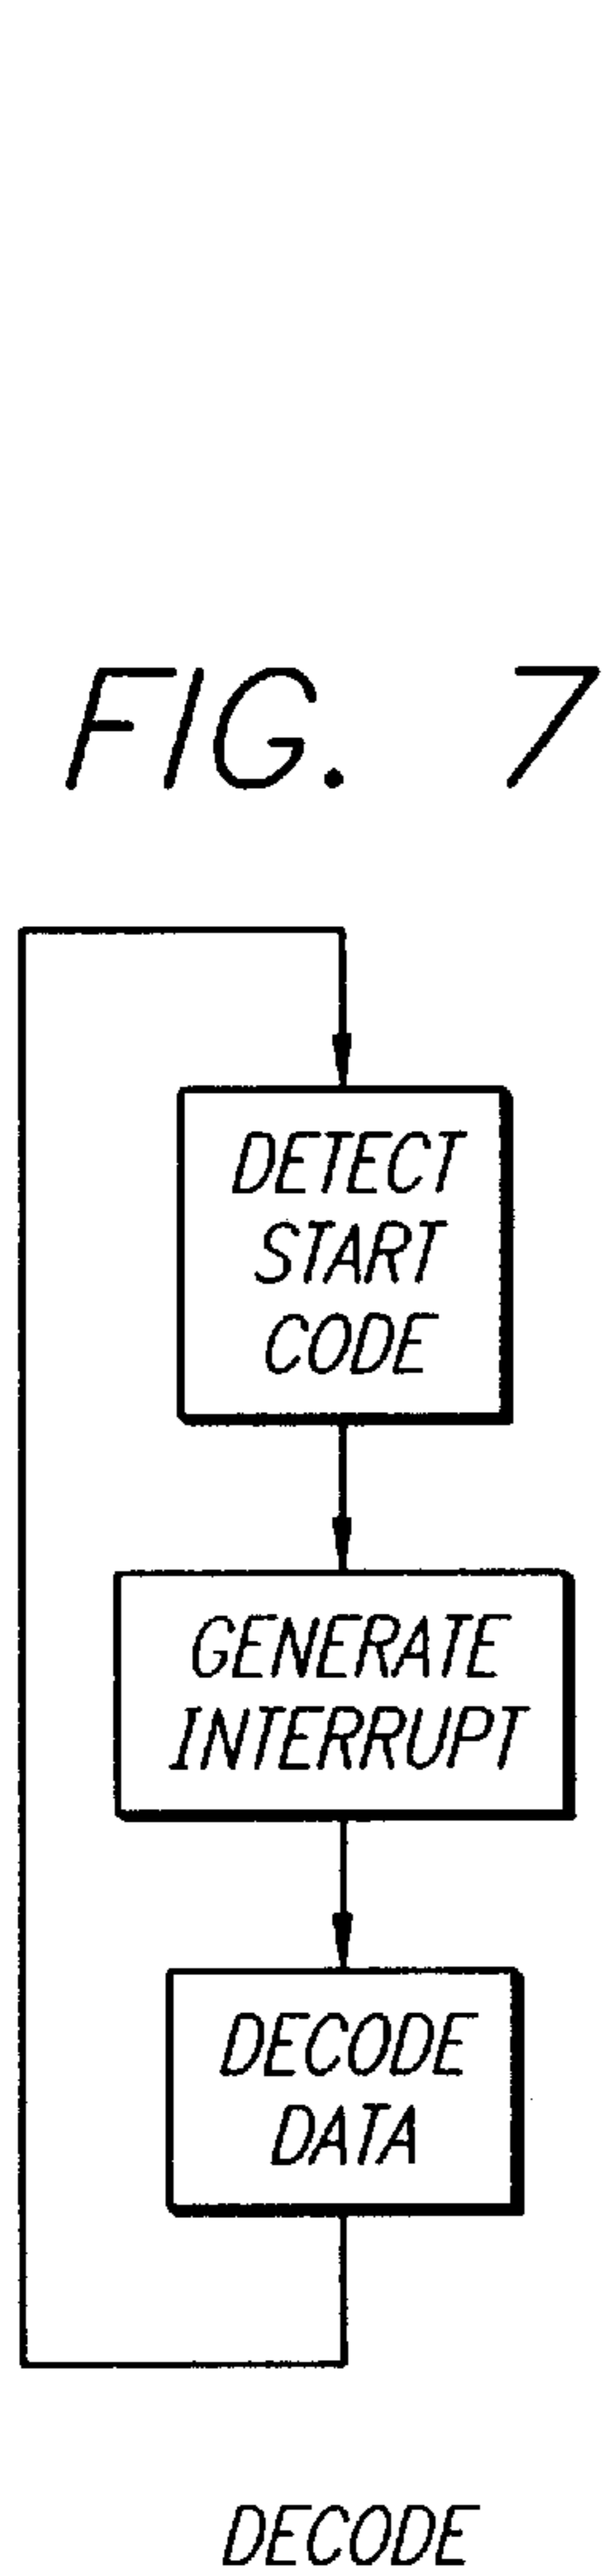 FIG. 7
DETECT
START
CODE
GENERATE
INTERRUPT
DECODE
DATA
DECODE